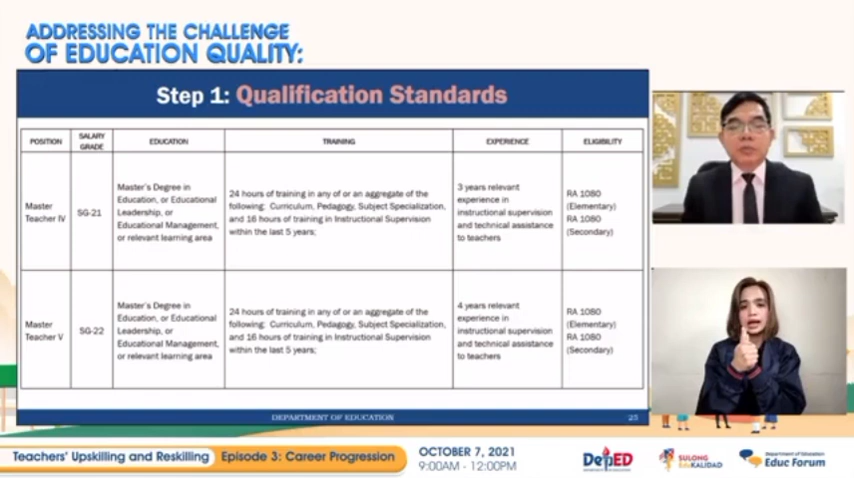 ADDRESSING THE CHALLENGE
OF EDUCATION QUALITY:
Step 1: Qualification Standards
POSITION
SALARY
GRADE
EDUCATION
TRAINING
EXPERIENCE
ELIGIBILITY
Master
Teacher IV
SG-21
Master's Degree in
Education, or Educational
Leadership, or
Educational Management,
or relevant learning area
24 hours of training in any of or an aggregate of the
following: Curriculum, Pedagogy, Subject Specialization,
and 16 hours of training in Instructional Supervision
within the last 5 years;
3 years relevant
experience in
instructional supervision
and technical assistance
to teachers
RA 1080
(Elementary)
RA 1080
(Secondary)
Master
Teacher V
SG-22
Master's Degree in
Education, or Educational
Leadership, or
Educational Management,
or relevant learning area
24 hours of training in any of or an aggregate of the
following: Curriculum, Pedagogy, Subject Specialization,
and 16 hours of training in Instructional Supervision
within the last 5 years;
4 years relevant
experience in
instructional supervision
and technical assistance
to teachers
RA 1080
(Elementary)
RA 1080
(Secondary)
DEPARTMENT OF EDUCATION
Teachers' Upskilling and Reskilling
Episode 3: Career Progression
OCTOBER 7, 2021
9:00AM - 12:00PM
DepED
DEPARTMENT OF EDUCATION
SULONG
EduKALIDAD
Department of Education
Educ Forum